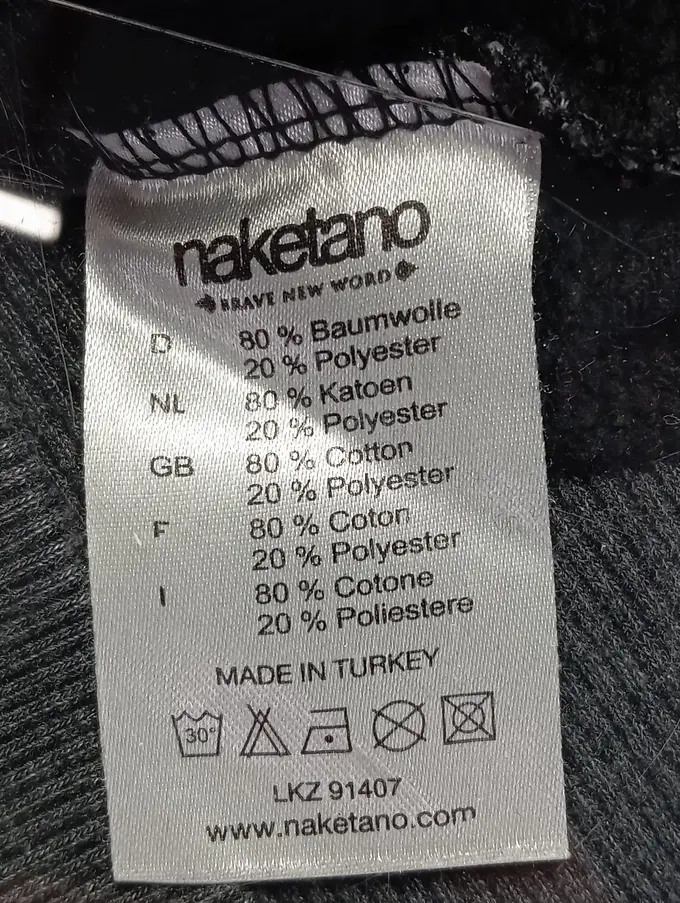 naketano
BRAVE NEW WORD
D 80 % Baumwolle
20 % Polyester
NL 80 % Katoen
20 % Polyester
GB 80 % Cotton
20 % Polyester
F 80 % Coton
20 % Polyester
I 80 % Cotone
20 % Poliestere
MADE IN TURKEY
30°
LKZ 91407
www.naketano.com